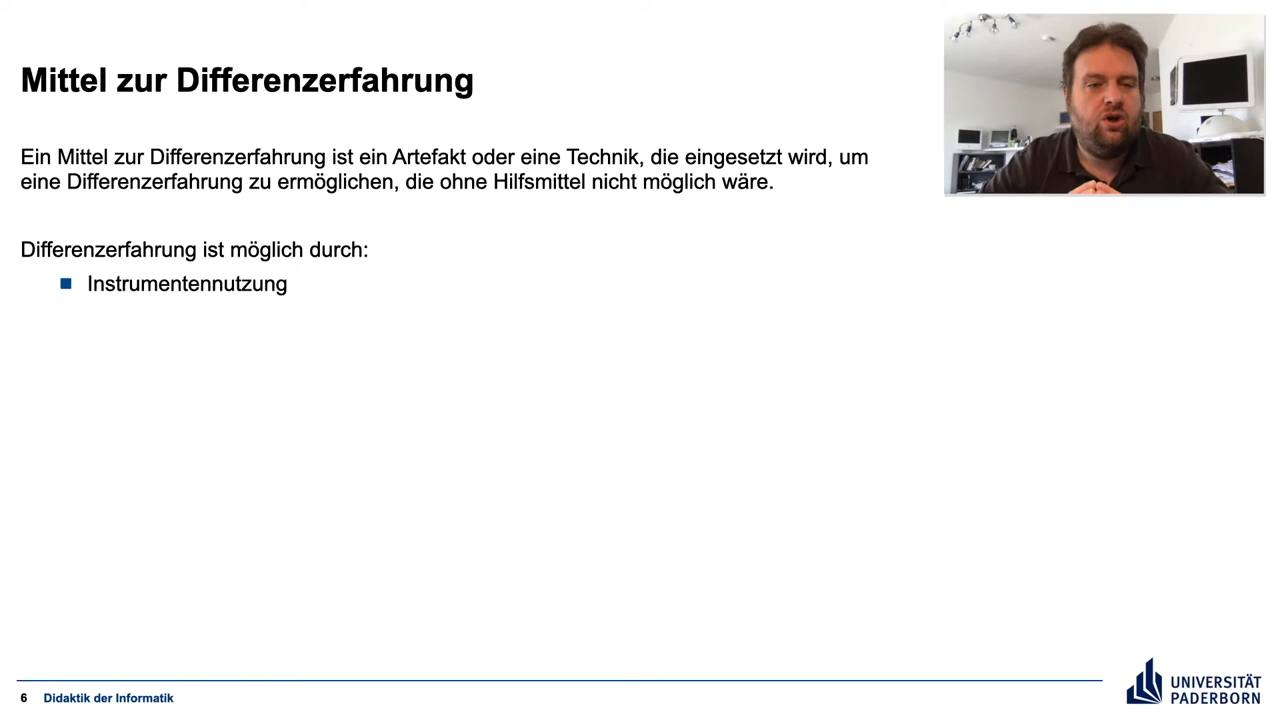 Mittel zur Differenzerfahrung
Ein Mittel zur Differenzerfahrung ist ein Artefakt oder eine Technik, die eingesetzt wird, um
eine Differenzerfahrung zu ermöglichen, die ohne Hilfsmittel nicht möglich wäre.
Differenzerfahrung ist möglich durch:
Instrumentennutzung
6 Didaktik der Informatik
UNIVERSITÄT
PADERBORN